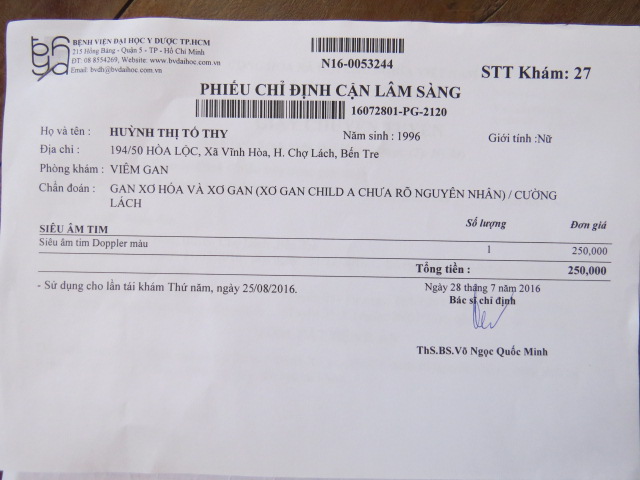 BỆNH VIỆN ĐẠI HỌC Y DƯỢC TP.HCM
215 Hồng Bàng - Quận 5 - TP - Hồ Chí Minh
ĐT: 08 8554269, Website: www.bvdaihoc.com.vn
Email: bvdh@bvdaihoc.com.vn
N16-0053244
STT Khám: 27
PHIẾU CHỈ ĐỊNH CẬN LÂM SÀNG
16072801-PG-2120
Họ và tên : HUỲNH THỊ TỐ THY Năm sinh : 1996 Giới tính : Nữ
Địa chỉ : 194/50 HÒA LỘC, Xã Vĩnh Hòa, H. Chợ Lách, Bến Tre
Phòng khám : VIÊM GAN
Chẩn đoán : GAN XƠ HÓA VÀ XƠ GAN (XƠ GAN CHILD A CHƯA RÕ NGUYÊN NHÂN) / CƯỜNG
LÁCH
SIÊU ÂM TIM Số lượng Đơn giá
Siêu âm tim Doppler màu 1 250,000
Tổng tiền : 250,000
- Sử dụng cho lần tái khám Thứ năm, ngày 25/08/2016.
Ngày 28 tháng 7 năm 2016
Bác sĩ chỉ định
ThS.BS.Võ Ngọc Quốc Minh